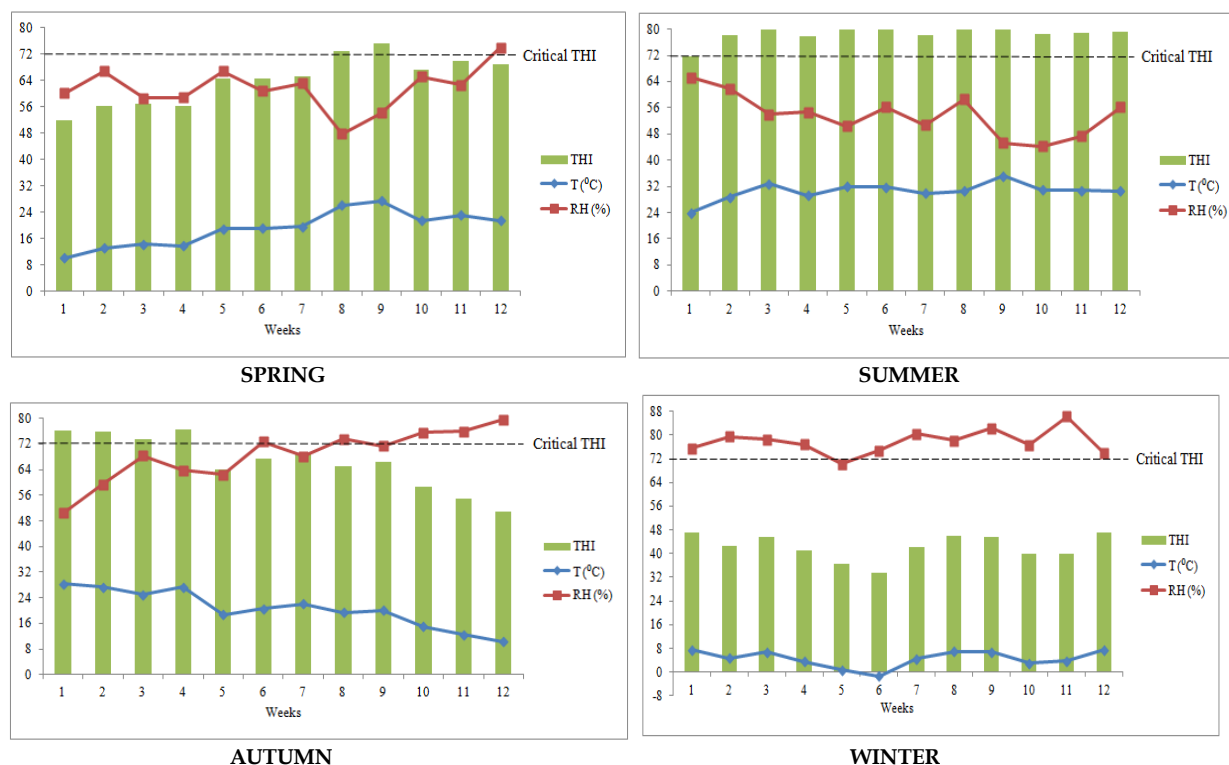 80
72
64
56
48
40
32
24
16
8
0
Critical THI
THI
T(⁰C)
RH (%)
1 2 3 4 5 6 7 8 9 10 11 12
Weeks
SPRING
80
72
64
56
48
40
32
24
16
8
0
Critical THI
THI
T(⁰C)
RH (%)
1 2 3 4 5 6 7 8 9 10 11 12
Weeks
SUMMER
80
72
64
56
48
40
32
24
16
8
0
Critical THI
THI
T(⁰C)
RH (%)
1 2 3 4 5 6 7 8 9 10 11 12
Weeks
AUTUMN
88
80
72
64
56
48
40
32
24
16
8
0
-8
Critical THI
THI
T(⁰C)
RH (%)
1 2 3 4 5 6 7 8 9 10 11 12
Weeks
WINTER